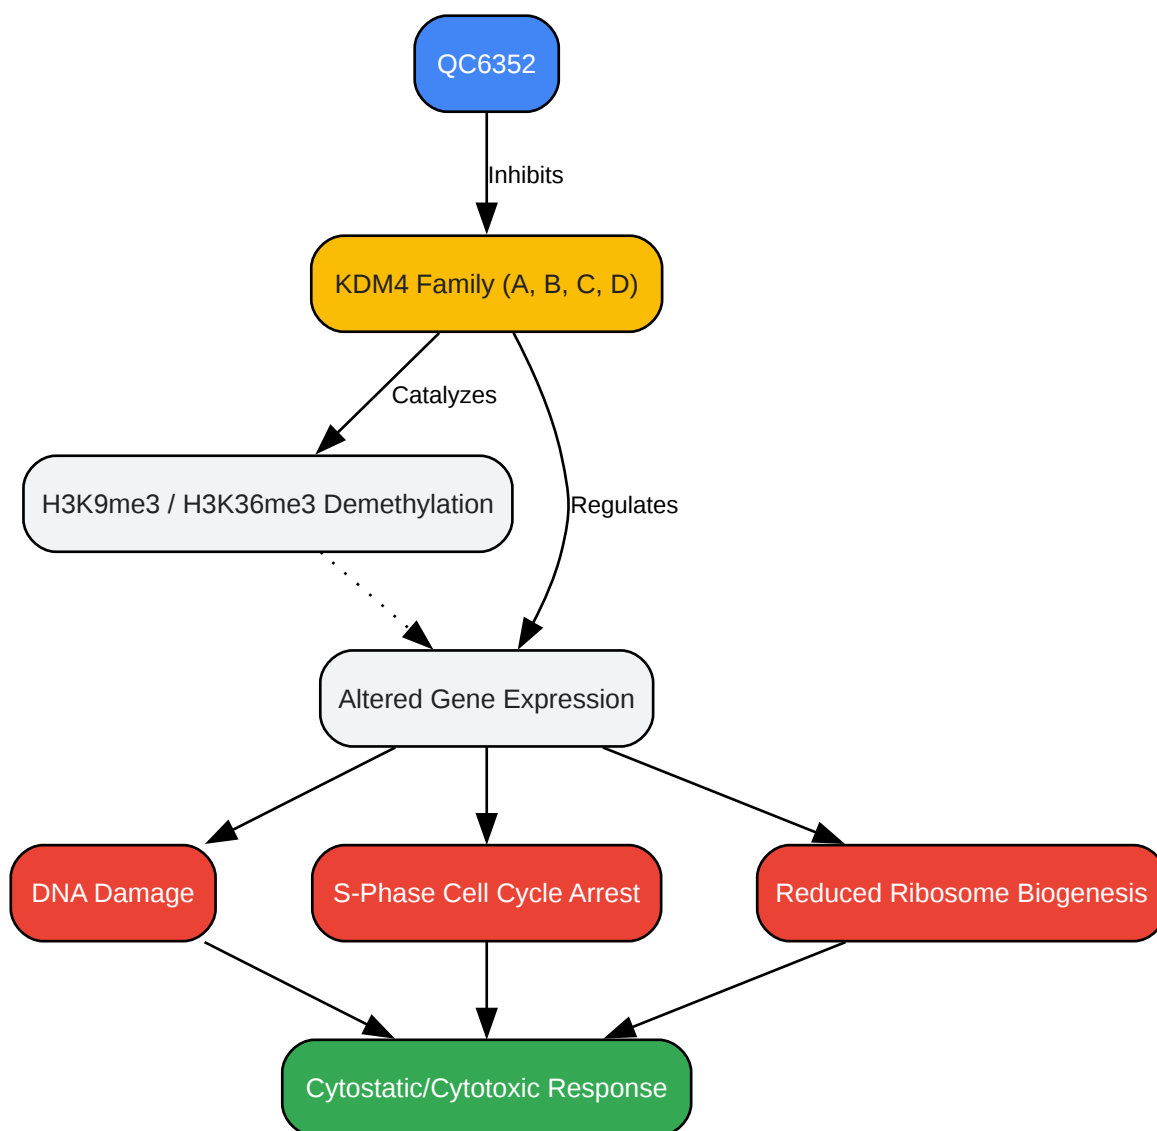 QC6352
Inhibits
KDM4 Family (A, B, C, D)
Catalyzes
H3K9me3 / H3K36me3 Demethylation
Regulates
Altered Gene Expression
DNA Damage
S-Phase Cell Cycle Arrest
Reduced Ribosome Biogenesis
Cytostatic/Cytotoxic Response